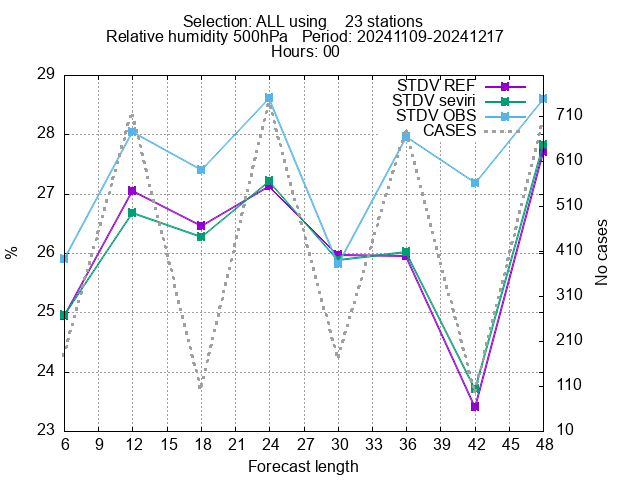 Selection: ALL using    23 stations
Relative humidity 500hPa   Period: 20241109-20241217
Hours: 00
STDV REF
STDV seviri
STDV OBS
CASES
29
28
27
26
25
24
23
%
710
610
510
410
310
210
110
10
No cases
6 9 12 15 18 21 24 27 30 33 36 39 42 45 48
Forecast length